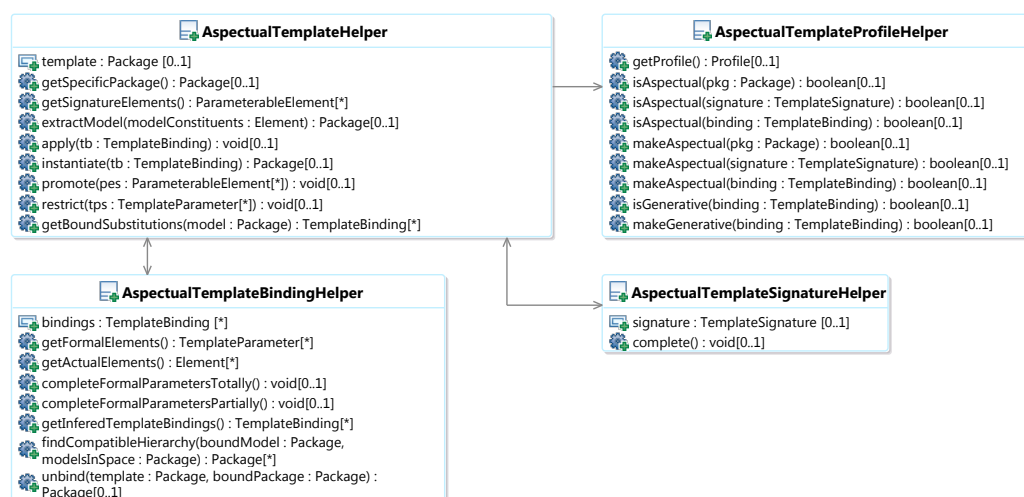 AspectualTemplateHelper
template : Package [0..1]
getSpecificPackage() : Package[0..1]
getSignatureElements() : ParameterableElement[*]
extractModel(modelConstituents : Element) : Package[0..1]
apply(tb : TemplateBinding) : void[0..1]
instantiate(tb : TemplateBinding) : Package[0..1]
promote(pes : ParameterableElement[*]) : void[0..1]
restrict(tps : TemplateParameter[*]) : void[0..1]
getBoundSubstitutions(model : Package) : TemplateBinding[*]
AspectualTemplateProfileHelper
getProfile() : Profile[0..1]
isAspectual(pkg : Package) : boolean[0..1]
isAspectual(signature : TemplateSignature) : boolean[0..1]
isAspectual(binding : TemplateBinding) : boolean[0..1]
makeAspectual(pkg : Package) : boolean[0..1]
makeAspectual(signature : TemplateSignature) : boolean[0..1]
makeAspectual(binding : TemplateBinding) : boolean[0..1]
isGenerative(binding : TemplateBinding) : boolean[0..1]
makeGenerative(binding : TemplateBinding) : boolean[0..1]
AspectualTemplateBindingHelper
bindings : TemplateBinding [*]
getFormalElements() : TemplateParameter[*]
getActualElements() : Element[*]
completeFormalParametersTotally() : void[0..1]
completeFormalParametersPartially() : void[0..1]
getInferedTemplateBindings() : TemplateBinding[*]
findCompatibleHierarchy(boundModel : Package,
modelsInSpace : Package) : Package[*]
unbind(template : Package, boundPackage : Package) :
Package[0..1]
AspectualTemplateSignatureHelper
signature : TemplateSignature [0..1]
complete() : void[0..1]